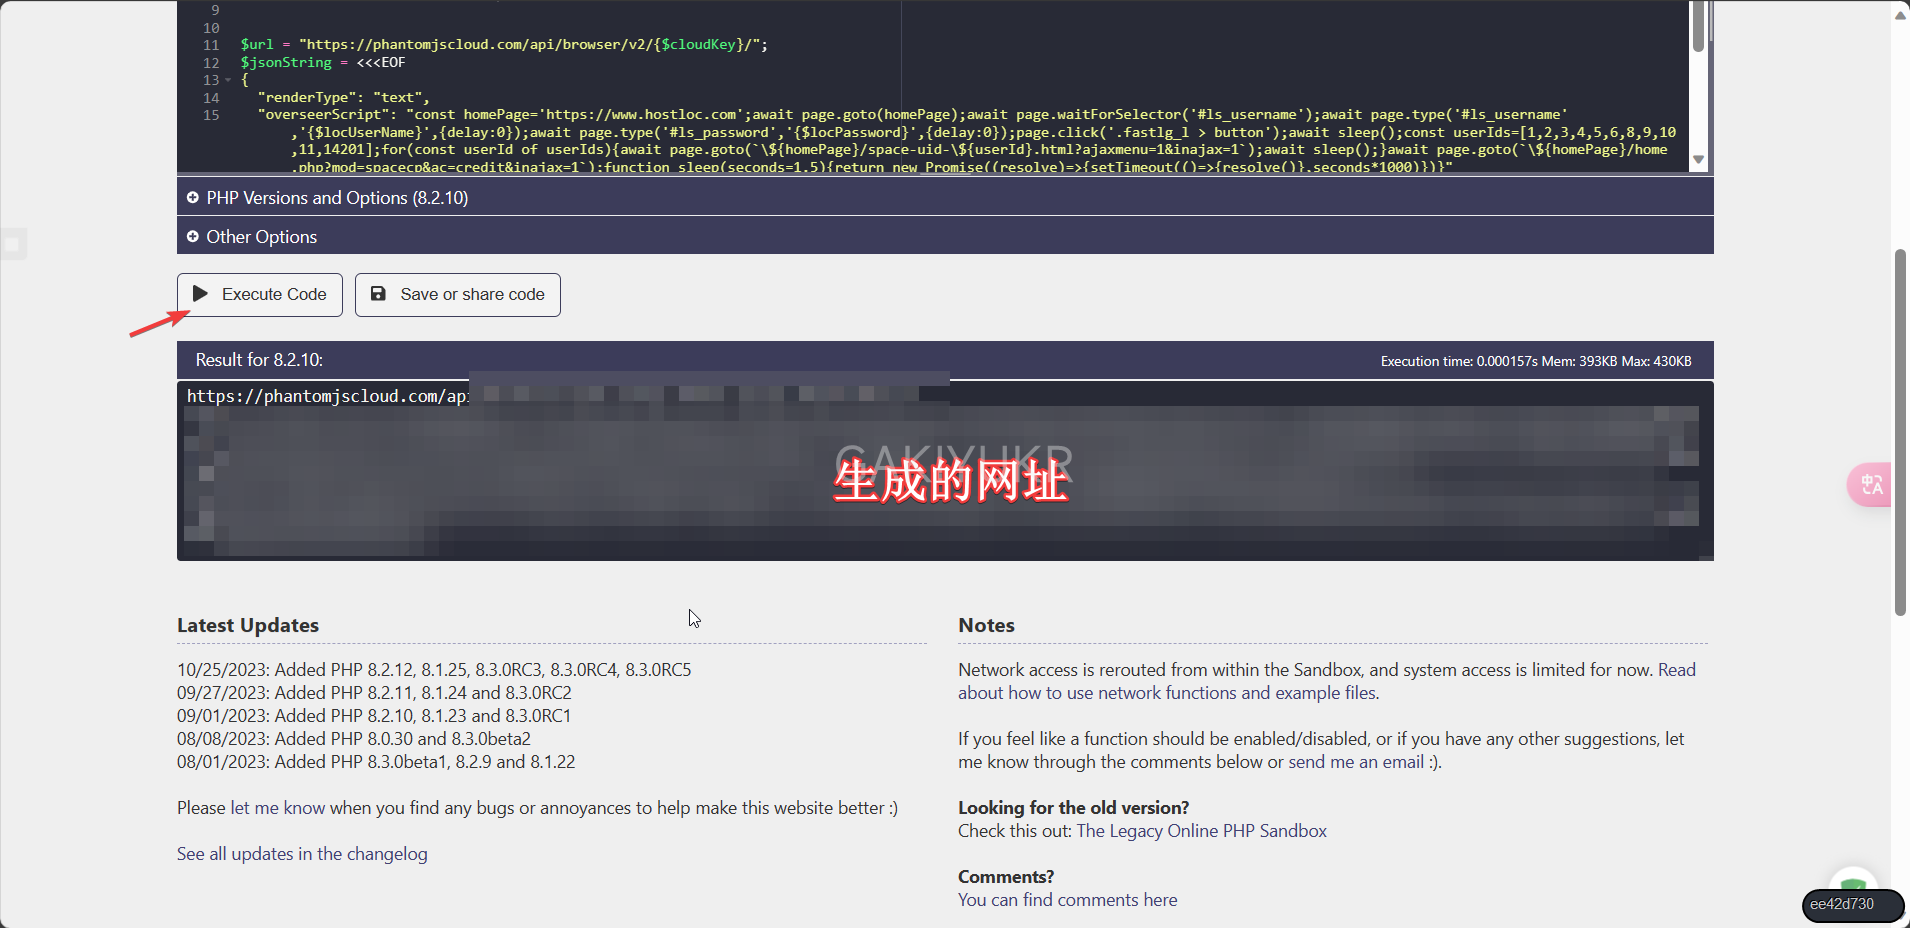 9
10
11 $url = "https://phantomjscloud.com/api/browser/v2/{$cloudKey}/";
12 $jsonString = <<<EOF
13 {
14 "renderType": "text",
15 "overseerScript": "const homePage='https://www.hostloc.com';await page.goto(homePage);await page.waitForSelector('#ls_username');await page.type('#ls_username'
,'{$locUserName}',{delay:0});await page.type('#ls_password','{$locPassword}',{delay:0});page.click('.fastlg_l > button');await sleep();const userIds=[1,2,3,4,5,6,8,9,10
,11,14201];for(const userId of userIds){await page.goto(`\${homePage}/space-uid-\${userId}.html?ajaxmenu=1&inajax=1`);await sleep();}await page.goto(`\${homePage}/home
.php?mod=spacecp&ac=credit&inajax=1`);function sleep(seconds=1.5){return new Promise((resolve)=>{setTimeout(()=>{resolve()},seconds*1000)})}"
PHP Versions and Options (8.2.10)
Other Options
Execute Code
Save or share code
Result for 8.2.10:
Execution time: 0.000157s Mem: 393KB Max: 430KB
https://phantomjscloud.com/api
GAKIYUKR
生成的网址
中A
Latest Updates
10/25/2023: Added PHP 8.2.12, 8.1.25, 8.3.0RC3, 8.3.0RC4, 8.3.0RC5
09/27/2023: Added PHP 8.2.11, 8.1.24 and 8.3.0RC2
09/01/2023: Added PHP 8.2.10, 8.1.23 and 8.3.0RC1
08/08/2023: Added PHP 8.0.30 and 8.3.0beta2
08/01/2023: Added PHP 8.3.0beta1, 8.2.9 and 8.1.22
Please let me know when you find any bugs or annoyances to help make this website better :)
See all updates in the changelog
Notes
Network access is rerouted from within the Sandbox, and system access is limited for now. Read
about how to use network functions and example files.
If you feel like a function should be enabled/disabled, or if you have any other suggestions, let
me know through the comments below or send me an email :).
Looking for the old version?
Check this out: The Legacy Online PHP Sandbox
Comments?
You can find comments here
ee42d730